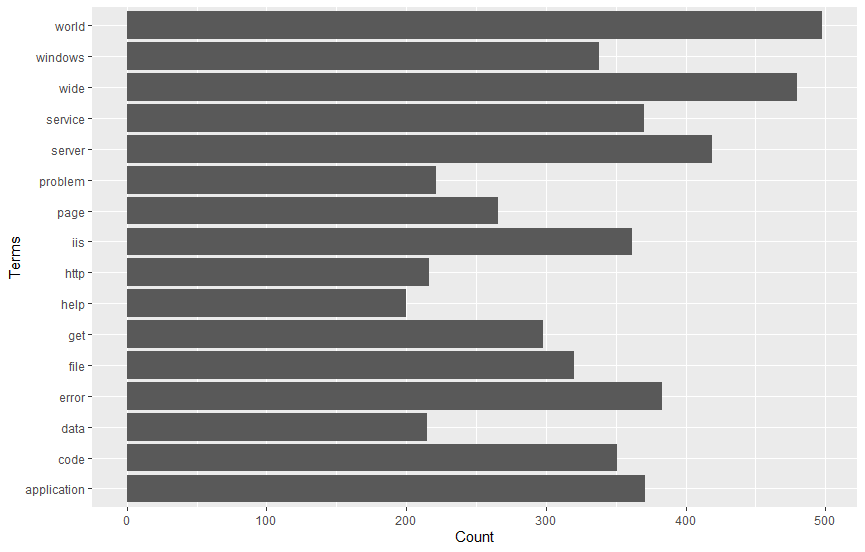 world
windows
wide
service
server
problem
page
iis
http
help
get
file
error
data
code
application
Terms
0 100 200 300 400 500
Count